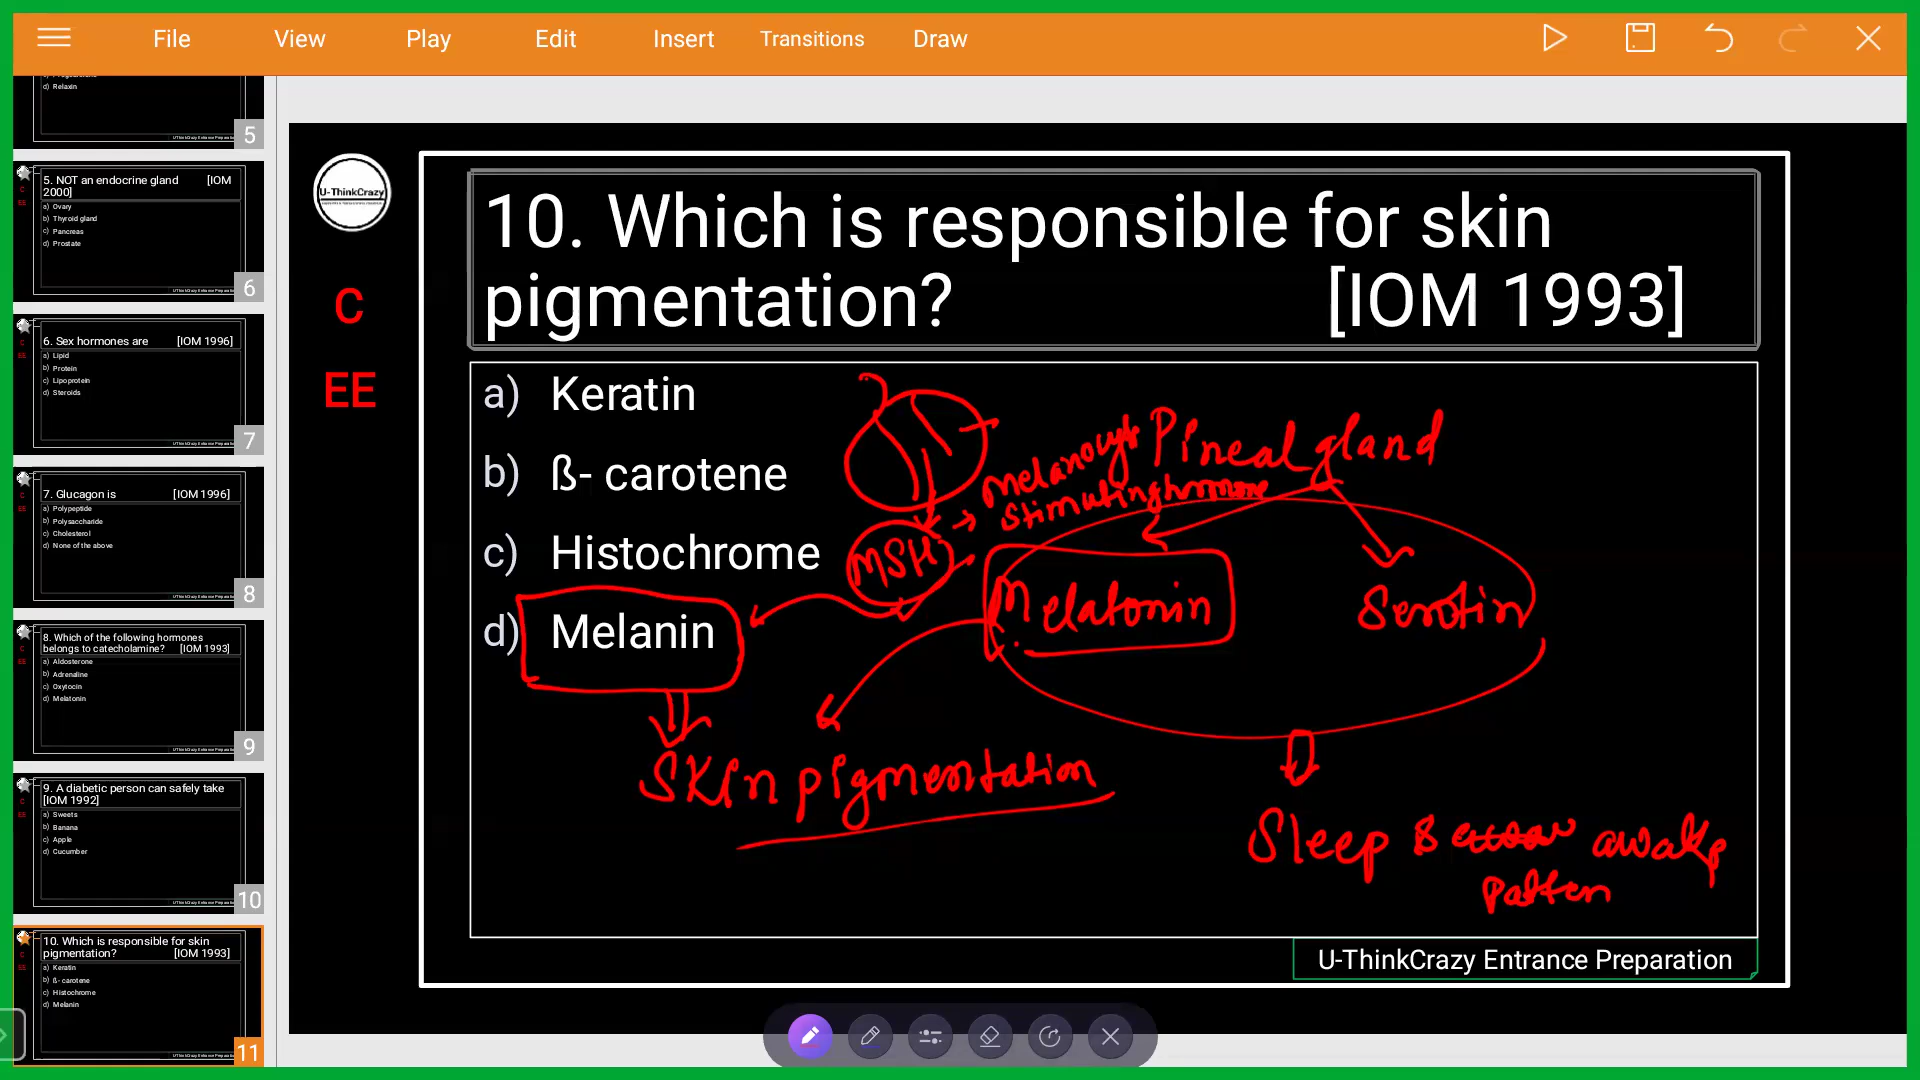 File View Play Edit Insert Transitions Draw
d) Relaxin
5
5. NOT an endocrine gland [IOM
2000]
a) Ovary
b) Thyroid gland
c) Pancreas
d) Prostate
6
6. Sex hormones are [IOM 1996]
a) Lipid
b) Protein
c) Lipoprotein
d) Steroids
7
7. Glucagon is [IOM 1996]
a) Polypeptide
b) Polysaccharide
c) Cholesterol
d) None of the above
8
8. Which of the following hormones
belongs to catecholamine? [IOM 1993]
a) Aldosterone
b) Adrenaline
c) Oxytocin
d) Melatonin
9
9. A diabetic person can safely take
[IOM 1992]
a) Sweets
b) Banana
c) Apple
d) Cucumber
10
10. Which is responsible for skin
pigmentation? [IOM 1993]
a) Keratin
b) ß- carotene
c) Histochrome
d) Melanin
11
U-ThinkCrazy
C
EE
10. Which is responsible for skin
pigmentation? [IOM 1993]
a) Keratin
b) ß- carotene
c) Histochrome
d) Melanin
Pineal gland
MSH
Melatonin
Serotin
Skin pigmentation
Sleep &
patten
U-ThinkCrazy Entrance Preparation